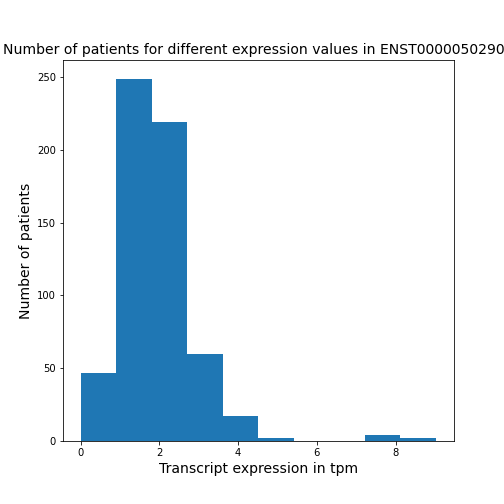 Number of patients for different expression values in ENST0000050290
250
200
150
100
50
0
Number of patients
0 2 4 6 8
Transcript expression in tpm